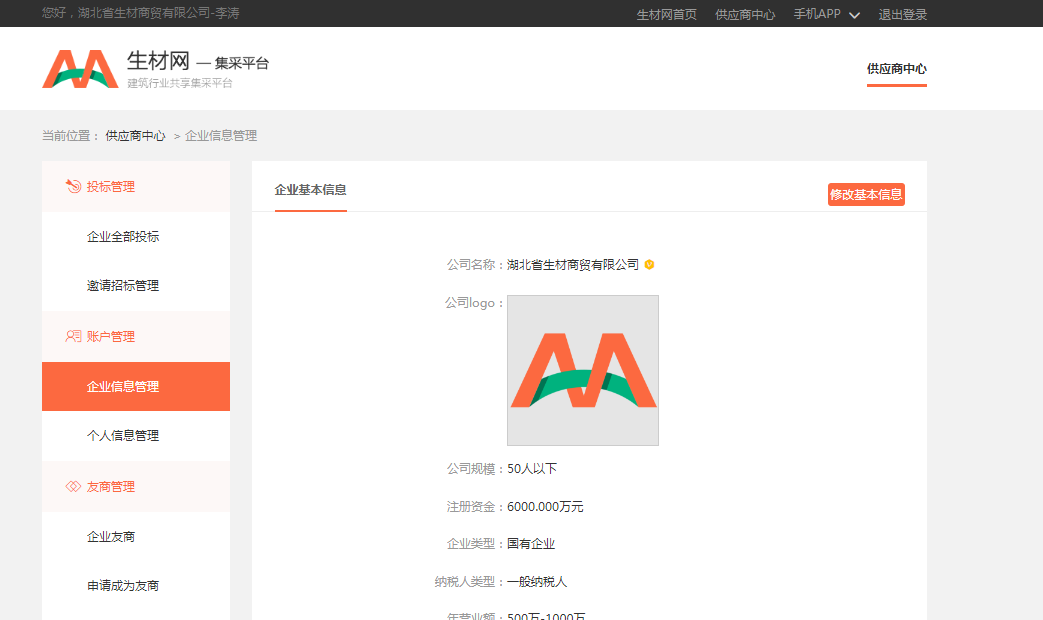 您好，湖北省生材商贸有限公司-李涛
生材网首页 供应商中心 手机APP 退出登录
生材网 — 集采平台
建筑行业共享集采平台
供应商中心
当前位置： 供应商中心 > 企业信息管理
投标管理
企业全部投标
邀请招标管理
账户管理
企业信息管理
个人信息管理
友商管理
企业友商
申请成为友商
企业基本信息
修改基本信息
公司名称：湖北省生材商贸有限公司
公司logo：
公司规模：50人以下
注册资金：6000.000万元
企业类型：国有企业
纳税人类型：一般纳税人
年营业额：500万-1000万